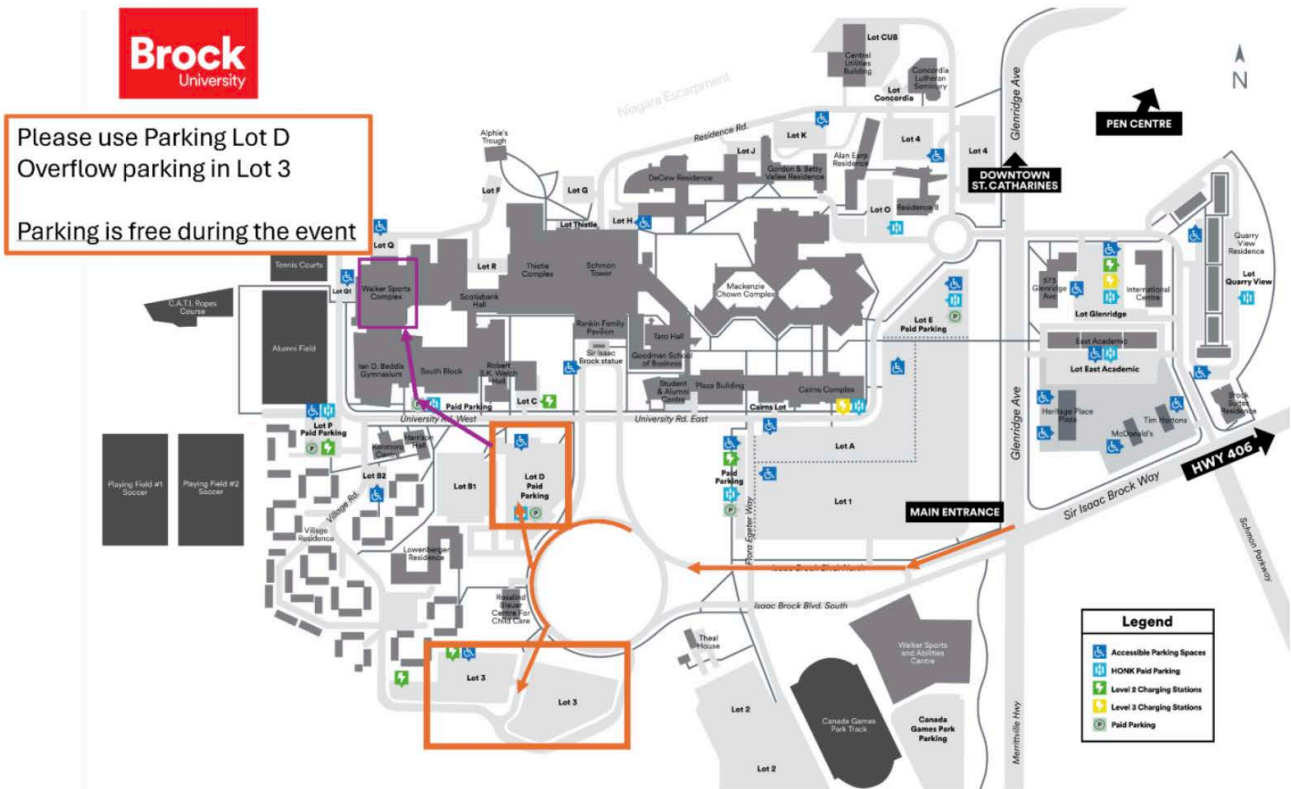 Brock
University
Please use Parking Lot D
Overflow parking in Lot 3
Parking is free during the event
Niagara Escarpment
Lot CUB
Central
Utilities
Building
Concordia
Lutheran
Seminary
Lot
Concordia
Glenridge Ave
N
PEN CENTRE
DOWNTOWN
ST. CATHARINES
Alphie's
Trough
Residence Rd.
Lot K
Lot J
Lot 4
Lot 4
Alan Earp
Residence
DeCew Residence
Gordon & Betty
Vallee Residence
Lot F
Lot G
Lot O
Residence 8
Lot Thistle
Lot H
Lot Q
Lot R
Tennis Courts
Lot Q1
Walker Sports
Complex
Thistle
Complex
Schmon
Tower
Scotiabank
Hall
Mackenzie
Chown Complex
C.A.T.I. Ropes
Course
Alumni Field
Rankin Family
Pavilion
Sir Isaac
Brock statue
Taro Hall
Goodman School
of Business
Lot E
Paid Parking
573
Glenridge
Ave
International
Centre
Lot Glenridge
Quarry
View
Residence
Lot
Quarry View
East Academic
Lot East Academic
Ian D. Beddis
Gymnasium
South Block
Robert
S.K. Welch
Hall
Student
& Alumni
Centre
Plaza Building
Cairns Complex
Paid Parking
Lot C
Cairns Lot
University Rd. West
University Rd. East
Heritage Place
Plaza
McDonald's
Tim Hortons
Brock
Suites
Residence
Lot P
Paid Parking
Kenmore
Centre
Harrison
Hall
Lot A
Glenridge Ave
HWY 406
Playing Field #1
Soccer
Playing Field #2
Soccer
Lot B2
Lot B1
Lot D
Paid
Parking
Paid
Parking
Lot 1
MAIN ENTRANCE
Sir Isaac Brock Way
Village Rd.
Village
Residence
Flora Egeter Way
Schmon Parkway
Lowenberger
Residence
Isaac Brock Blvd. North
Rosalind
Blauer
Centre For
Child Care
Isaac Brock Blvd. South
Theal
House
Walker Sports
and Abilities
Centre
Lot 3
Lot 3
Lot 2
Lot 2
Canada Games
Park Track
Canada
Games Park
Parking
Merrittville Hwy
Legend
Accessible Parking Spaces
HONK Paid Parking
Level 2 Charging Stations
Level 3 Charging Stations
P Paid Parking